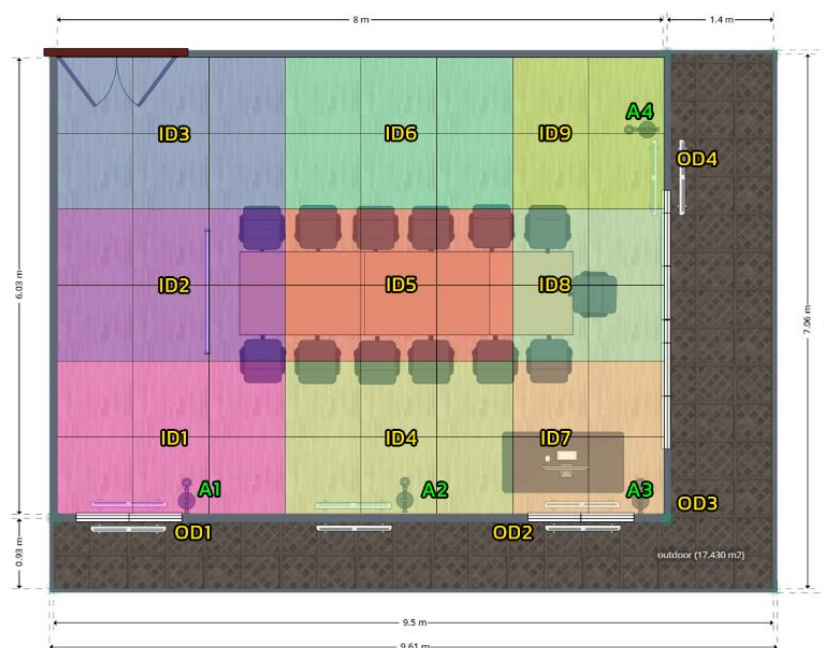 8 m
1.4 m
A4
ID3
ID6
ID9
OD4
6.03 m
ID2
ID5
ID8
7.06 m
ID1
ID4
ID7
A1
A2
A3
OD3
OD1
OD2
0.93 m
outdoor (17.430 m2)
9.5 m
9.61 m